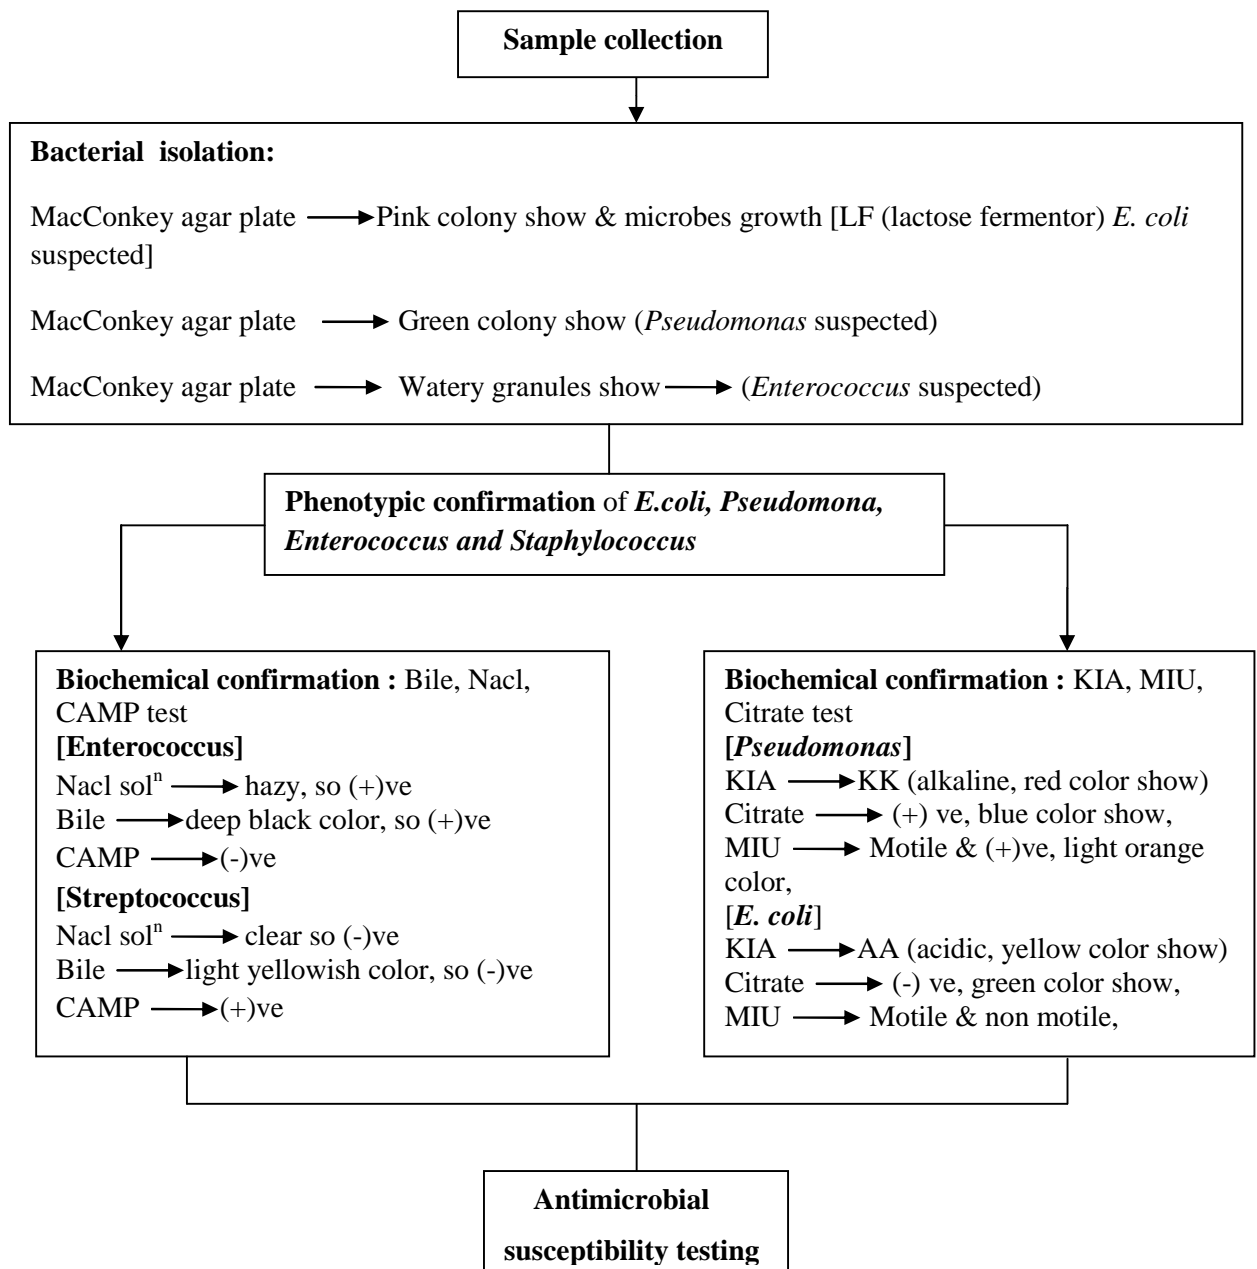 Sample collection
Bacterial isolation:
MacConkey agar plate → Pink colony show & microbes growth [LF (lactose fermentor) E. coli
suspected]
MacConkey agar plate → Green colony show (Pseudomonas suspected)
MacConkey agar plate → Watery granules show → (Enterococcus suspected)
Phenotypic confirmation of E.coli, Pseudomona,
Enterococcus and Staphylococcus
Biochemical confirmation : Bile, Nacl,
CAMP test
[Enterococcus]
Nacl solⁿ → hazy, so (+)ve
Bile → deep black color, so (+)ve
CAMP → (-)ve
[Streptococcus]
Nacl solⁿ → clear so (-)ve
Bile → light yellowish color, so (-)ve
CAMP → (+)ve
Biochemical confirmation : KIA, MIU,
Citrate test
[Pseudomonas]
KIA → KK (alkaline, red color show)
Citrate → (+) ve, blue color show,
MIU → Motile & (+)ve, light orange
color,
[E. coli]
KIA → AA (acidic, yellow color show)
Citrate → (-) ve, green color show,
MIU → Motile & non motile,
Antimicrobial
susceptibility testing